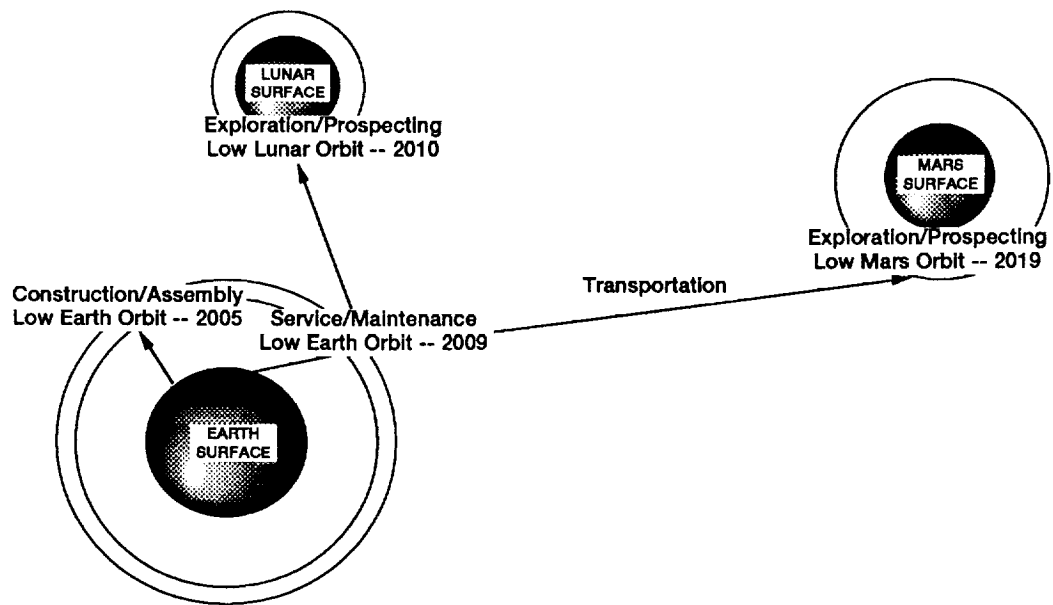 LUNAR
SURFACE
Exploration/Prospecting
Low Lunar Orbit -- 2010
MARS
SURFACE
Exploration/Prospecting
Low Mars Orbit -- 2019
Transportation
Construction/Assembly
Low Earth Orbit -- 2005
Service/Maintenance
Low Earth Orbit -- 2009
EARTH
SURFACE